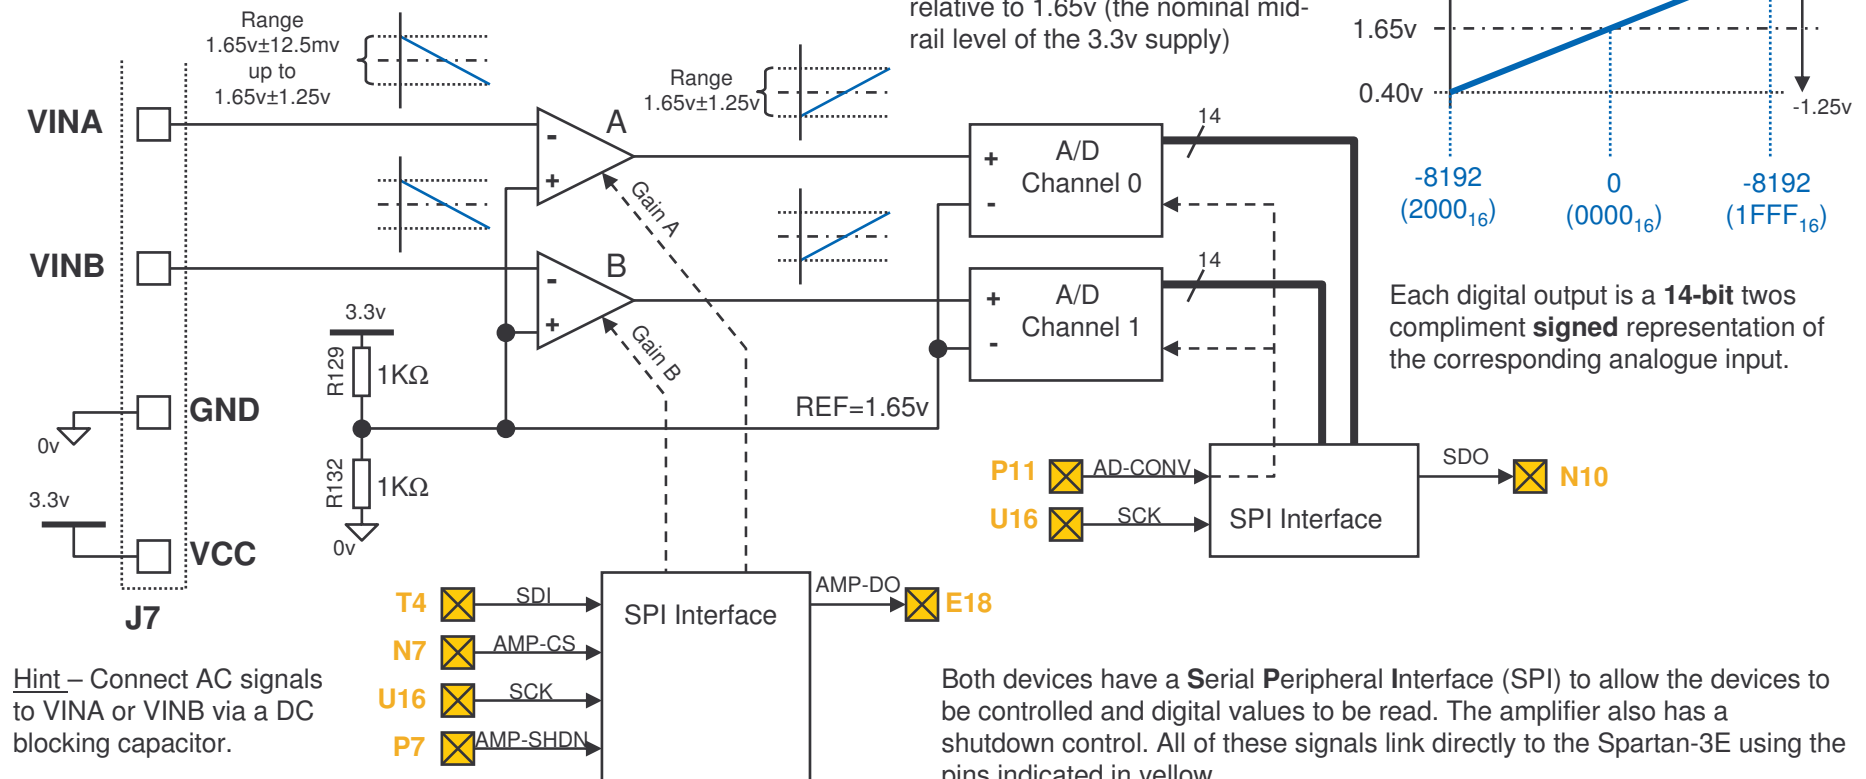 Range
1.65v±12.5mv
up to
1.65v±1.25v
Range
1.65v±1.25v
relative to 1.65v (the nominal mid-
rail level of the 3.3v supply)
1.65v
0.40v
-1.25v
-8192
(2000₁₆)
0
(0000₁₆)
-8192
(1FFF₁₆)
VINA
VINB
GND
0v
3.3v
VCC
J7
A
-
+
Gain A
B
-
+
Gain B
3.3v
R129
1KΩ
R132
1KΩ
0v
REF=1.65v
A/D
Channel 0
+
-
14
A/D
Channel 1
+
-
14
Each digital output is a 14-bit twos
compliment signed representation of
the corresponding analogue input.
P11
AD-CONV
U16
SCK
SPI Interface
SDO
N10
T4
SDI
N7
AMP-CS
U16
SCK
P7
AMP-SHDN
SPI Interface
AMP-DO
E18
Hint – Connect AC signals
to VINA or VINB via a DC
blocking capacitor.
Both devices have a Serial Peripheral Interface (SPI) to allow the devices to
be controlled and digital values to be read. The amplifier also has a
shutdown control. All of these signals link directly to the Spartan-3E using the
pins indicated in yellow